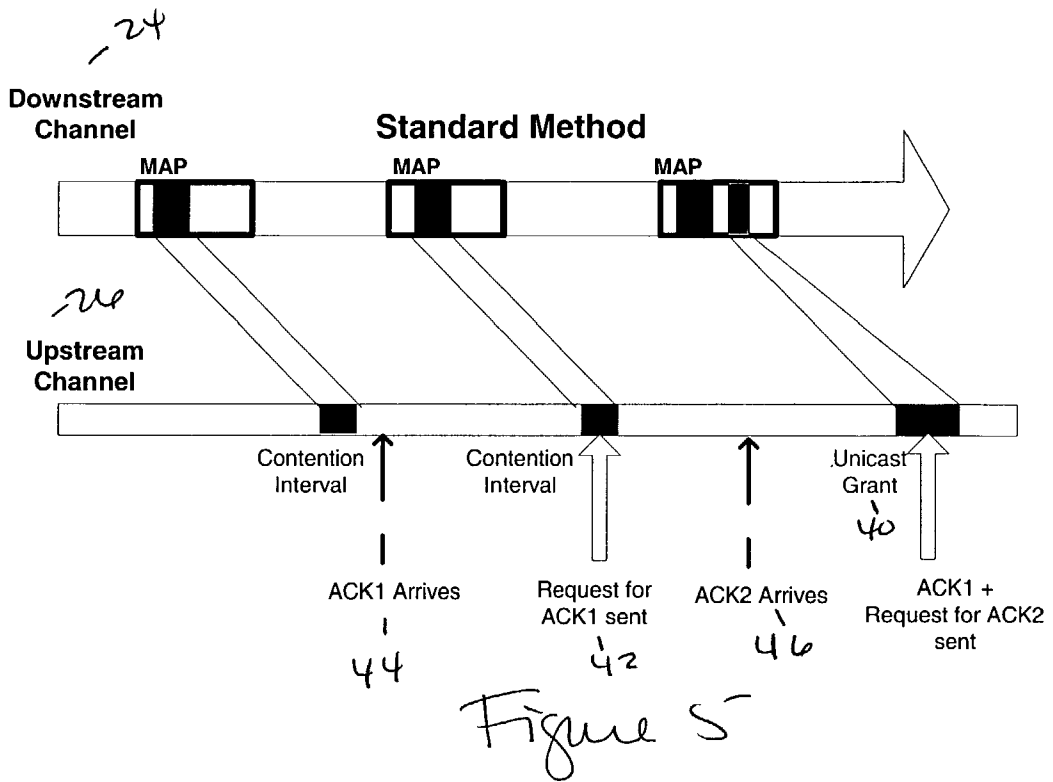 24
Downstream
Channel
Standard Method
MAP
MAP
MAP
26
Upstream
Channel
Contention
Interval
Contention
Interval
Unicast
Grant
40
ACK1 Arrives
44
Request for
ACK1 sent
42
ACK2 Arrives
46
ACK1 +
Request for ACK2
sent
Figure 5